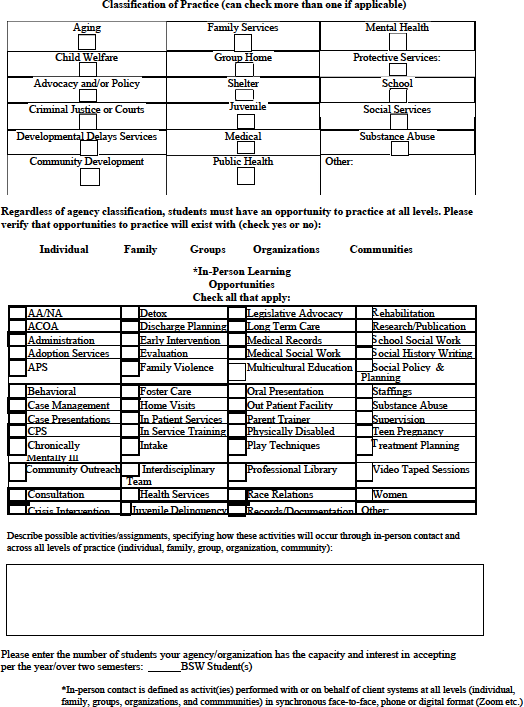 Classification of Practice (can check more than one if applicable)
Aging Family Services Mental Health
Child Welfare Group Home Protective Services:
Advocacy and/or Policy Shelter School
Criminal Justice or Courts Juvenile Social Services
Developmental Delays Services Medical Substance Abuse
Community Development Public Health Other:
Regardless of agency classification, students must have an opportunity to practice at all levels. Please
verify that opportunities to practice will exist with (check yes or no):
Individual Family Groups Organizations Communities
*In-Person Learning
Opportunities
Check all that apply:
AA/NA Detox Legislative Advocacy Rehabilitation
ACOA Discharge Planning Long Term Care Research/Publication
Administration Early Intervention Medical Records School Social Work
Adoption Services Evaluation Medical Social Work Social History Writing
APS Family Violence Multicultural Education Social Policy &
Planning
Behavioral Foster Care Oral Presentation Staffings
Case Management Home Visits Out Patient Facility Substance Abuse
Case Presentations In Patient Services Parent Trainer Supervision
CPS In Service Training Physically Disabled Teen Pregnancy
Chronically Intake Play Techniques Treatment Planning
Mentally Ill
Community Outreach Interdisciplinary Professional Library Video Taped Sessions
Team
Consultation Health Services Race Relations Women
Crisis Intervention Juvenile Delinquency Records/Documentation Other:
Describe possible activities/assignments, specifying how these activities will occur through in-person contact and
across all levels of practice (individual, family, group, organization, community):
Please enter the number of students your agency/organization has the capacity and interest in accepting
per the year/over two semesters: ______BSW Student(s)
*In-person contact is defined as activit(ies) performed with or on behalf of client systems at all levels (individual,
family, groups, organizations, and commmunities) in synchronous face-to-face, phone or digital format (Zoom etc.)